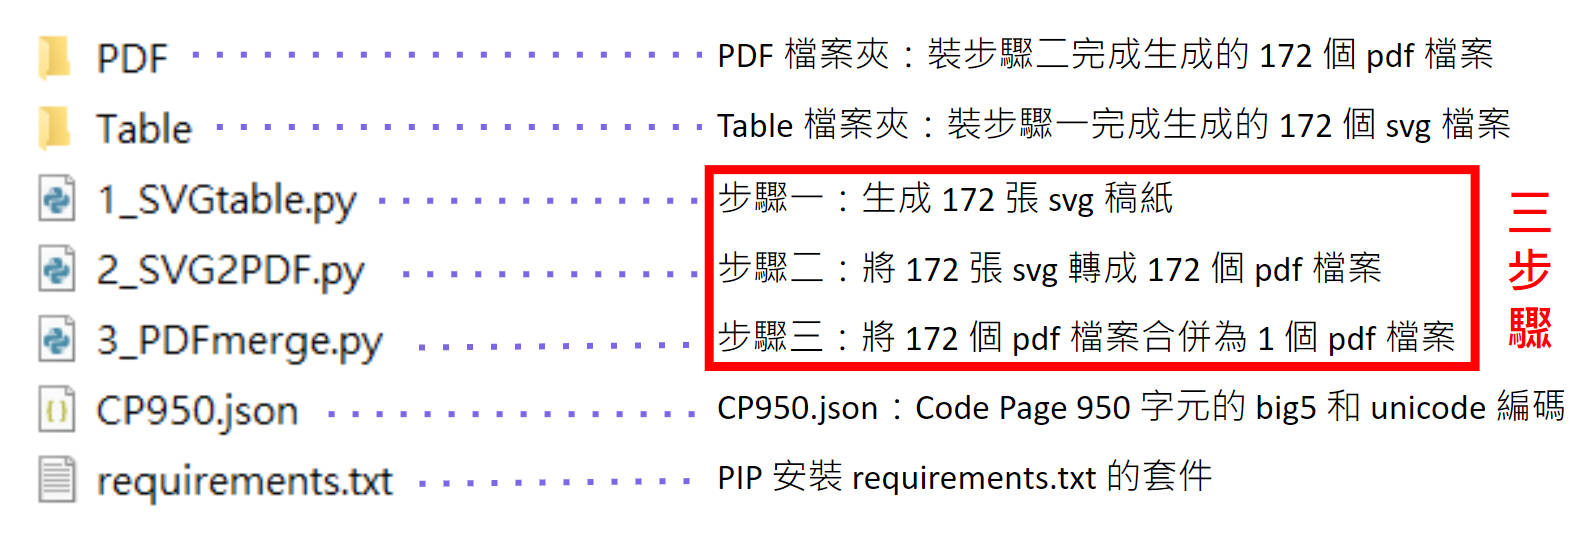 PDF PDF 檔案夾：裝步驟二完成生成的 172 個 pdf 檔案
Table Table 檔案夾：裝步驟一完成生成的 172 個 svg 檔案
1_SVGtable.py 步驟一：生成 172 張 svg 稿紙
2_SVG2PDF.py 步驟二：將 172 張 svg 轉成 172 個 pdf 檔案
3_PDFmerge.py 步驟三：將 172 個 pdf 檔案合併為 1 個 pdf 檔案
三步驟
CP950.json CP950.json：Code Page 950 字元的 big5 和 unicode 編碼
requirements.txt PIP 安裝 requirements.txt 的套件